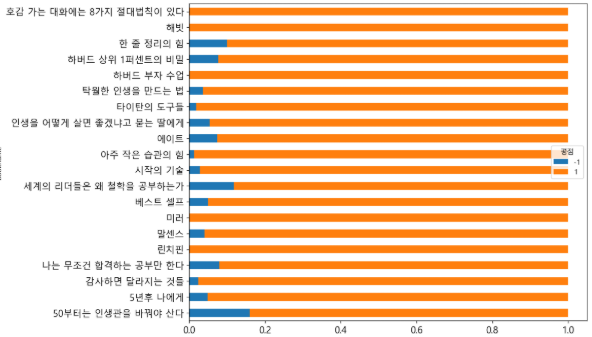 호감 가는 대화에는 8가지 절대법칙이 있다
해빗
한 줄 정리의 힘
하버드 상위 1퍼센트의 비밀
하버드 부자 수업
탁월한 인생을 만드는 법
타이탄의 도구들
인생을 어떻게 살면 좋겠냐고 묻는 딸에게
에이트
아주 작은 습관의 힘
시작의 기술
세계의 리더들은 왜 철학을 공부하는가
베스트 셀프
미러
말센스
린치핀
나는 무조건 합격하는 공부만 한다
감사하면 달라지는 것들
5년후 나에게
50부터는 인생관을 바꿔야 산다
0.0 0.2 0.4 0.6 0.8 1.0
평점
-1
1